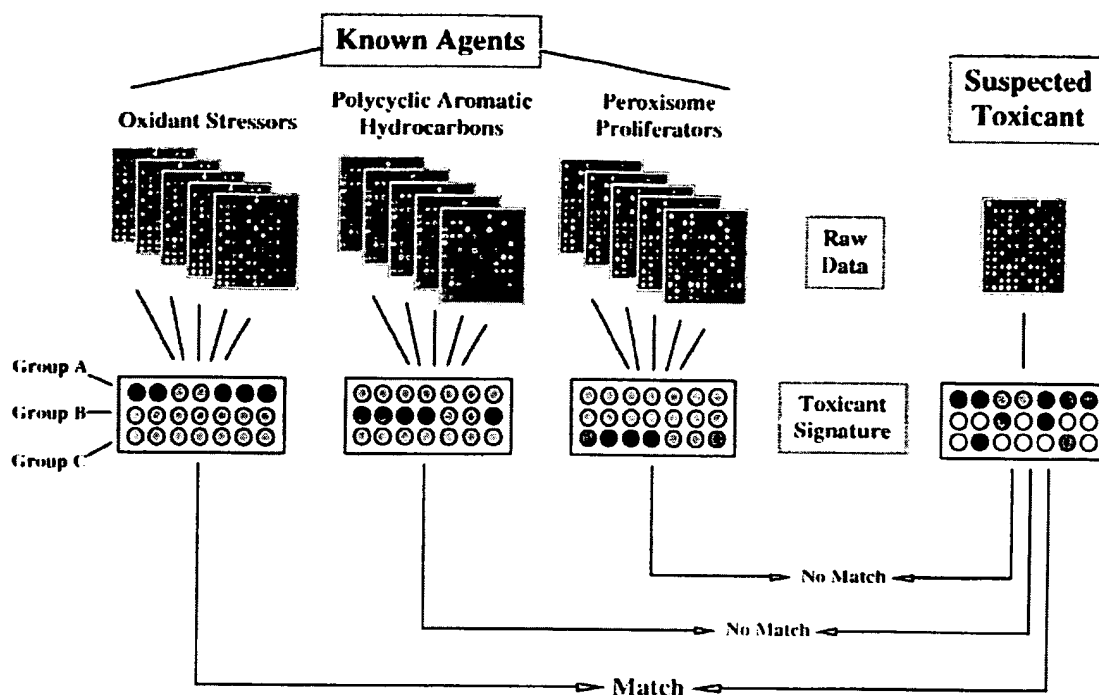 Known Agents
Oxidant Stressors
Polycyclic Aromatic
Hydrocarbons
Peroxisome
Proliferators
Suspected
Toxicant
Raw
Data
Group A
Group B
Group C
Toxicant
Signature
No Match
No Match
Match